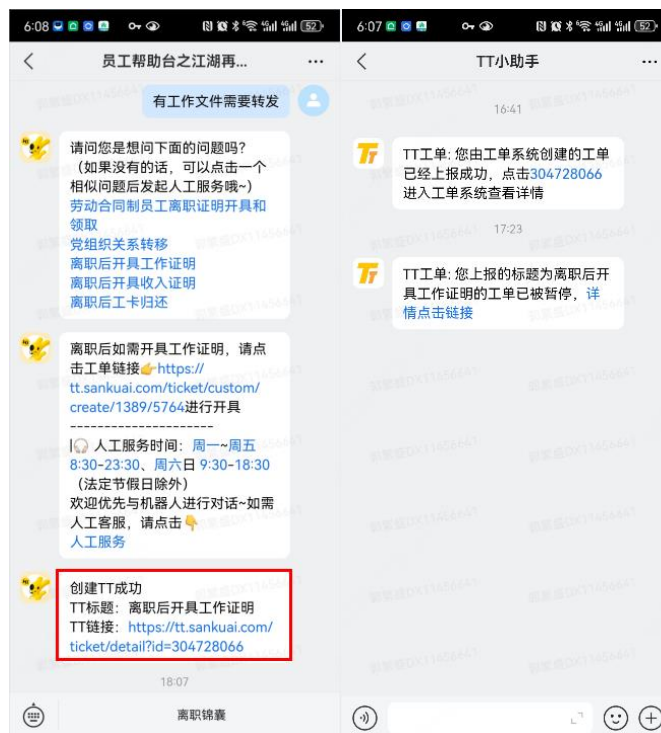 6:08
52
员工帮助台之江湖再...
有工作文件需要转发
请问您是想问下面的问题吗?
(如果没有的话，可以点击一个
相似问题后发起人工服务哦~)
劳动合同制员工离职证明开具和
领取
党组织关系转移
离职后开具工作证明
离职后开具收入证明
离职后工卡归还
离职后如需开具工作证明，请点
击工单链接👉https://
tt.sankuai.com/ticket/custom/
create/1389/5764进行开具
---------------------
|🎧 人工服务时间：周一~周五
8:30-23:30、周六日 9:30-18:30
(法定节假日除外)
欢迎优先与机器人进行对话~如需
人工客服，请点击👇
人工服务
创建TT成功
TT标题：离职后开具工作证明
TT链接：https://tt.sankuai.com/
ticket/detail?id=304728066
18:07
离职锦囊
6:07
52
TT小助手
16:41
TT工单: 您由工单系统创建的工单
已经上报成功，点击304728066
进入工单系统查看详情
17:23
TT工单: 您上报的标题为离职后开
具工作证明的工单已被暂停，详
情点击链接